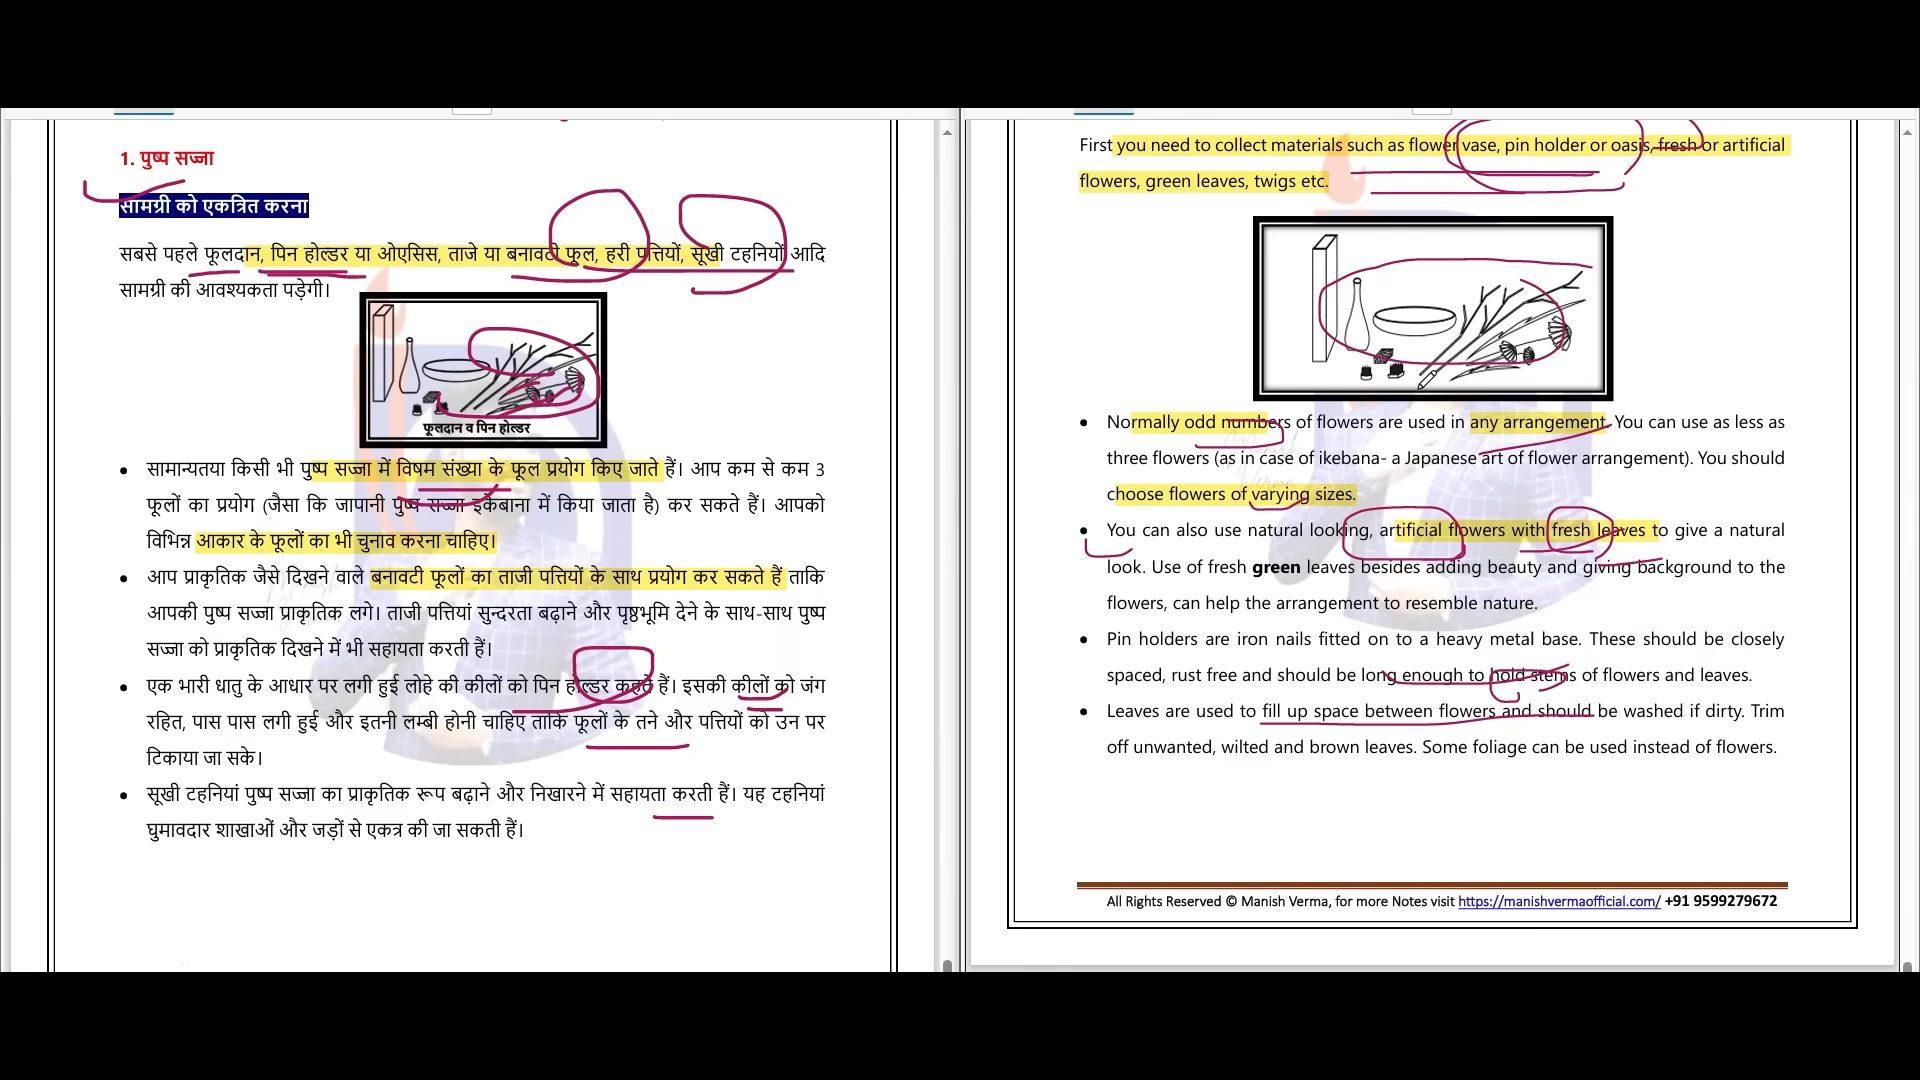 1. पुष्प सज्जा
सामग्री को एकत्रित करना
सबसे पहले फूलदान, पिन होल्डर या ओएसिस, ताजे या बनावटी फूल, हरी पत्तियों, सूखी टहनियों आदि
सामग्री की आवश्यकता पड़ेगी।
फूलदान व पिन होल्डर
• सामान्यतया किसी भी पुष्प सज्जा में विषम संख्या के फूल प्रयोग किए जाते हैं। आप कम से कम 3
फूलों का प्रयोग (जैसा कि जापानी पुष्प सज्जा इकेबाना में किया जाता है) कर सकते हैं। आपको
विभिन्न आकार के फूलों का भी चुनाव करना चाहिए।
• आप प्राकृतिक जैसे दिखने वाले बनावटी फूलों का ताजी पत्तियों के साथ प्रयोग कर सकते हैं ताकि
आपकी पुष्प सज्जा प्राकृतिक लगे। ताजी पत्तियां सुन्दरता बढ़ाने और पृष्ठभूमि देने के साथ-साथ पुष्प
सज्जा को प्राकृतिक दिखने में भी सहायता करती हैं।
• एक भारी धातु के आधार पर लगी हुई लोहे की कीलों को पिन होल्डर कहते हैं। इसकी कीलों को जंग
रहित, पास पास लगी हुई और इतनी लम्बी होनी चाहिए ताकि फूलों के तने और पत्तियों को उन पर
टिकाया जा सके।
• सूखी टहनियां पुष्प सज्जा का प्राकृतिक रूप बढ़ाने और निखारने में सहायता करती हैं। यह टहनियां
घुमावदार शाखाओं और जड़ों से एकत्र की जा सकती हैं।
First you need to collect materials such as flower vase, pin holder or oasis, fresh or artificial
flowers, green leaves, twigs etc.
• Normally odd numbers of flowers are used in any arrangement. You can use as less as
three flowers (as in case of ikebana- a Japanese art of flower arrangement). You should
choose flowers of varying sizes.
• You can also use natural looking, artificial flowers with fresh leaves to give a natural
look. Use of fresh green leaves besides adding beauty and giving background to the
flowers, can help the arrangement to resemble nature.
• Pin holders are iron nails fitted on to a heavy metal base. These should be closely
spaced, rust free and should be long enough to hold stems of flowers and leaves.
• Leaves are used to fill up space between flowers and should be washed if dirty. Trim
off unwanted, wilted and brown leaves. Some foliage can be used instead of flowers.
All Rights Reserved © Manish Verma, for more Notes visit https://manishvermaofficial.com/ +91 9599279672